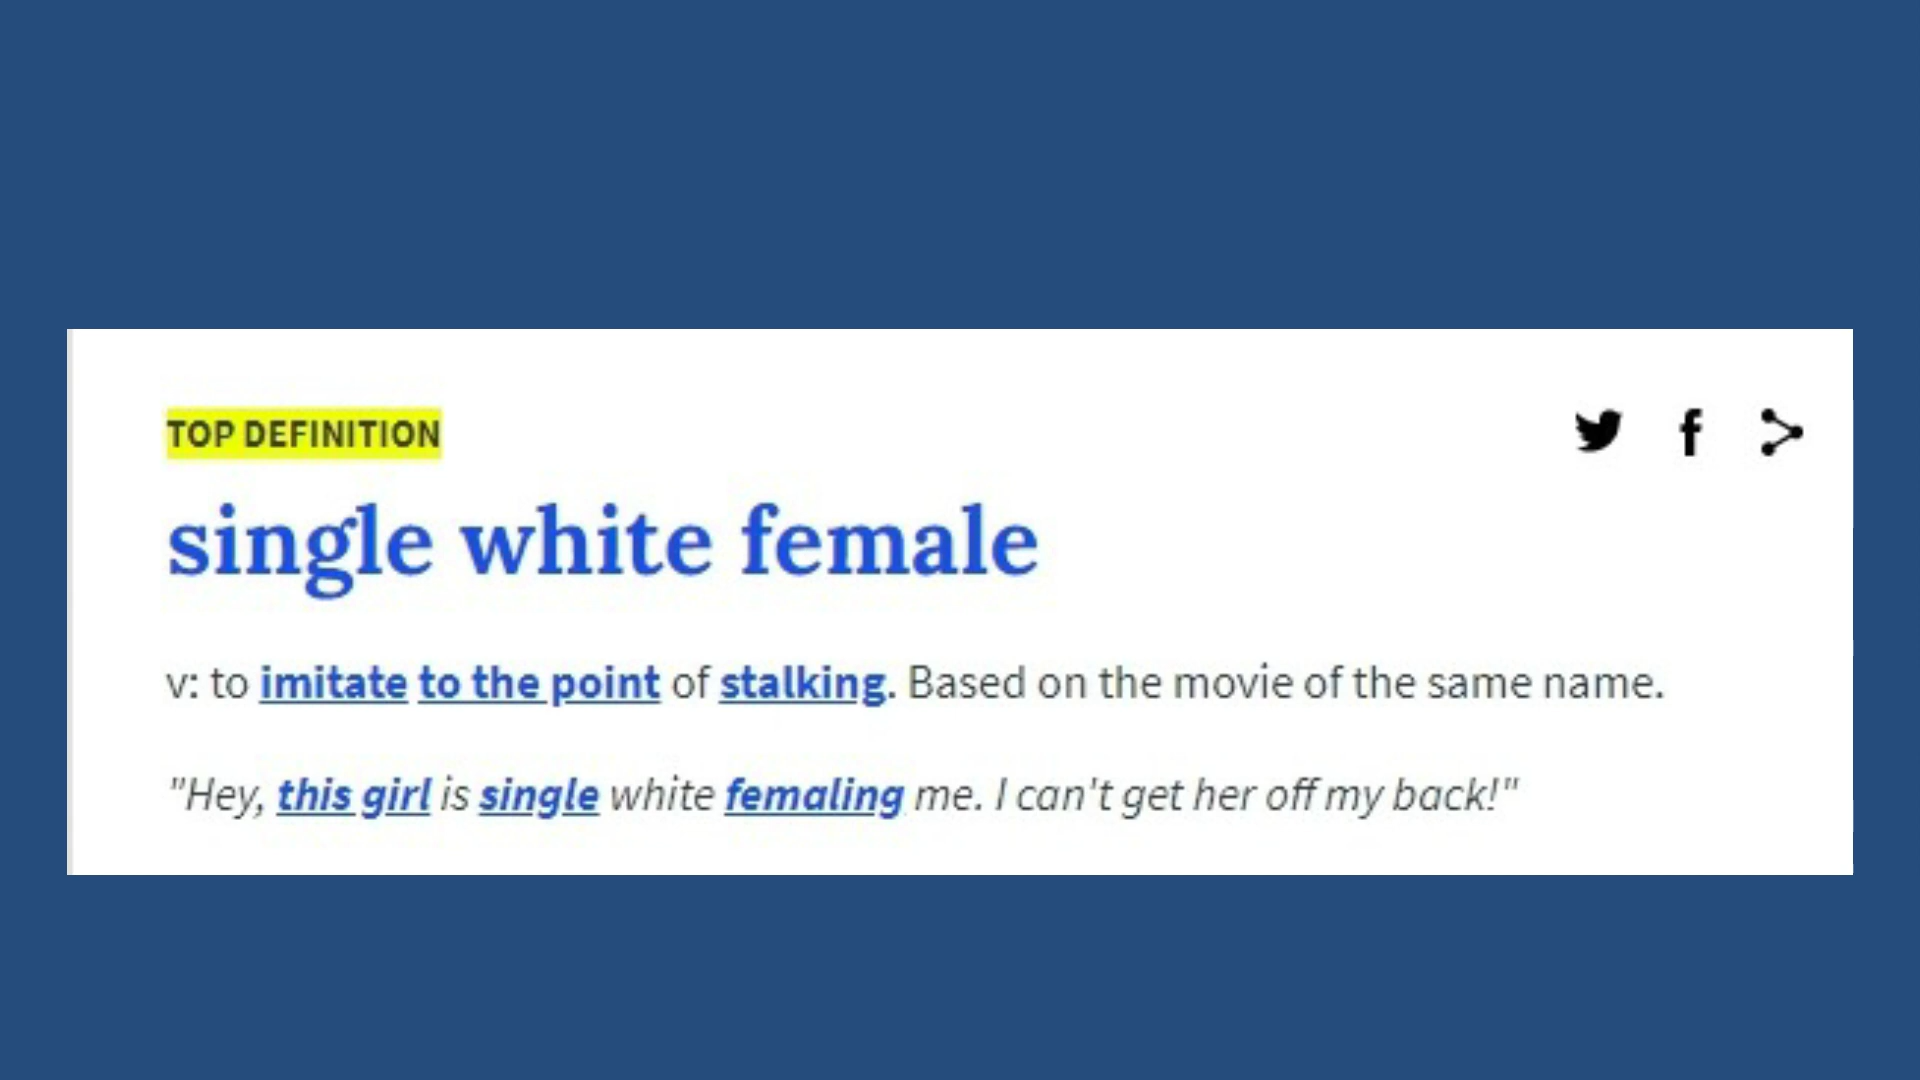 TOP DEFINITION
single white female
v: to imitate to the point of stalking. Based on the movie of the same name.
"Hey, this girl is single white femaling me. I can't get her off my back!"